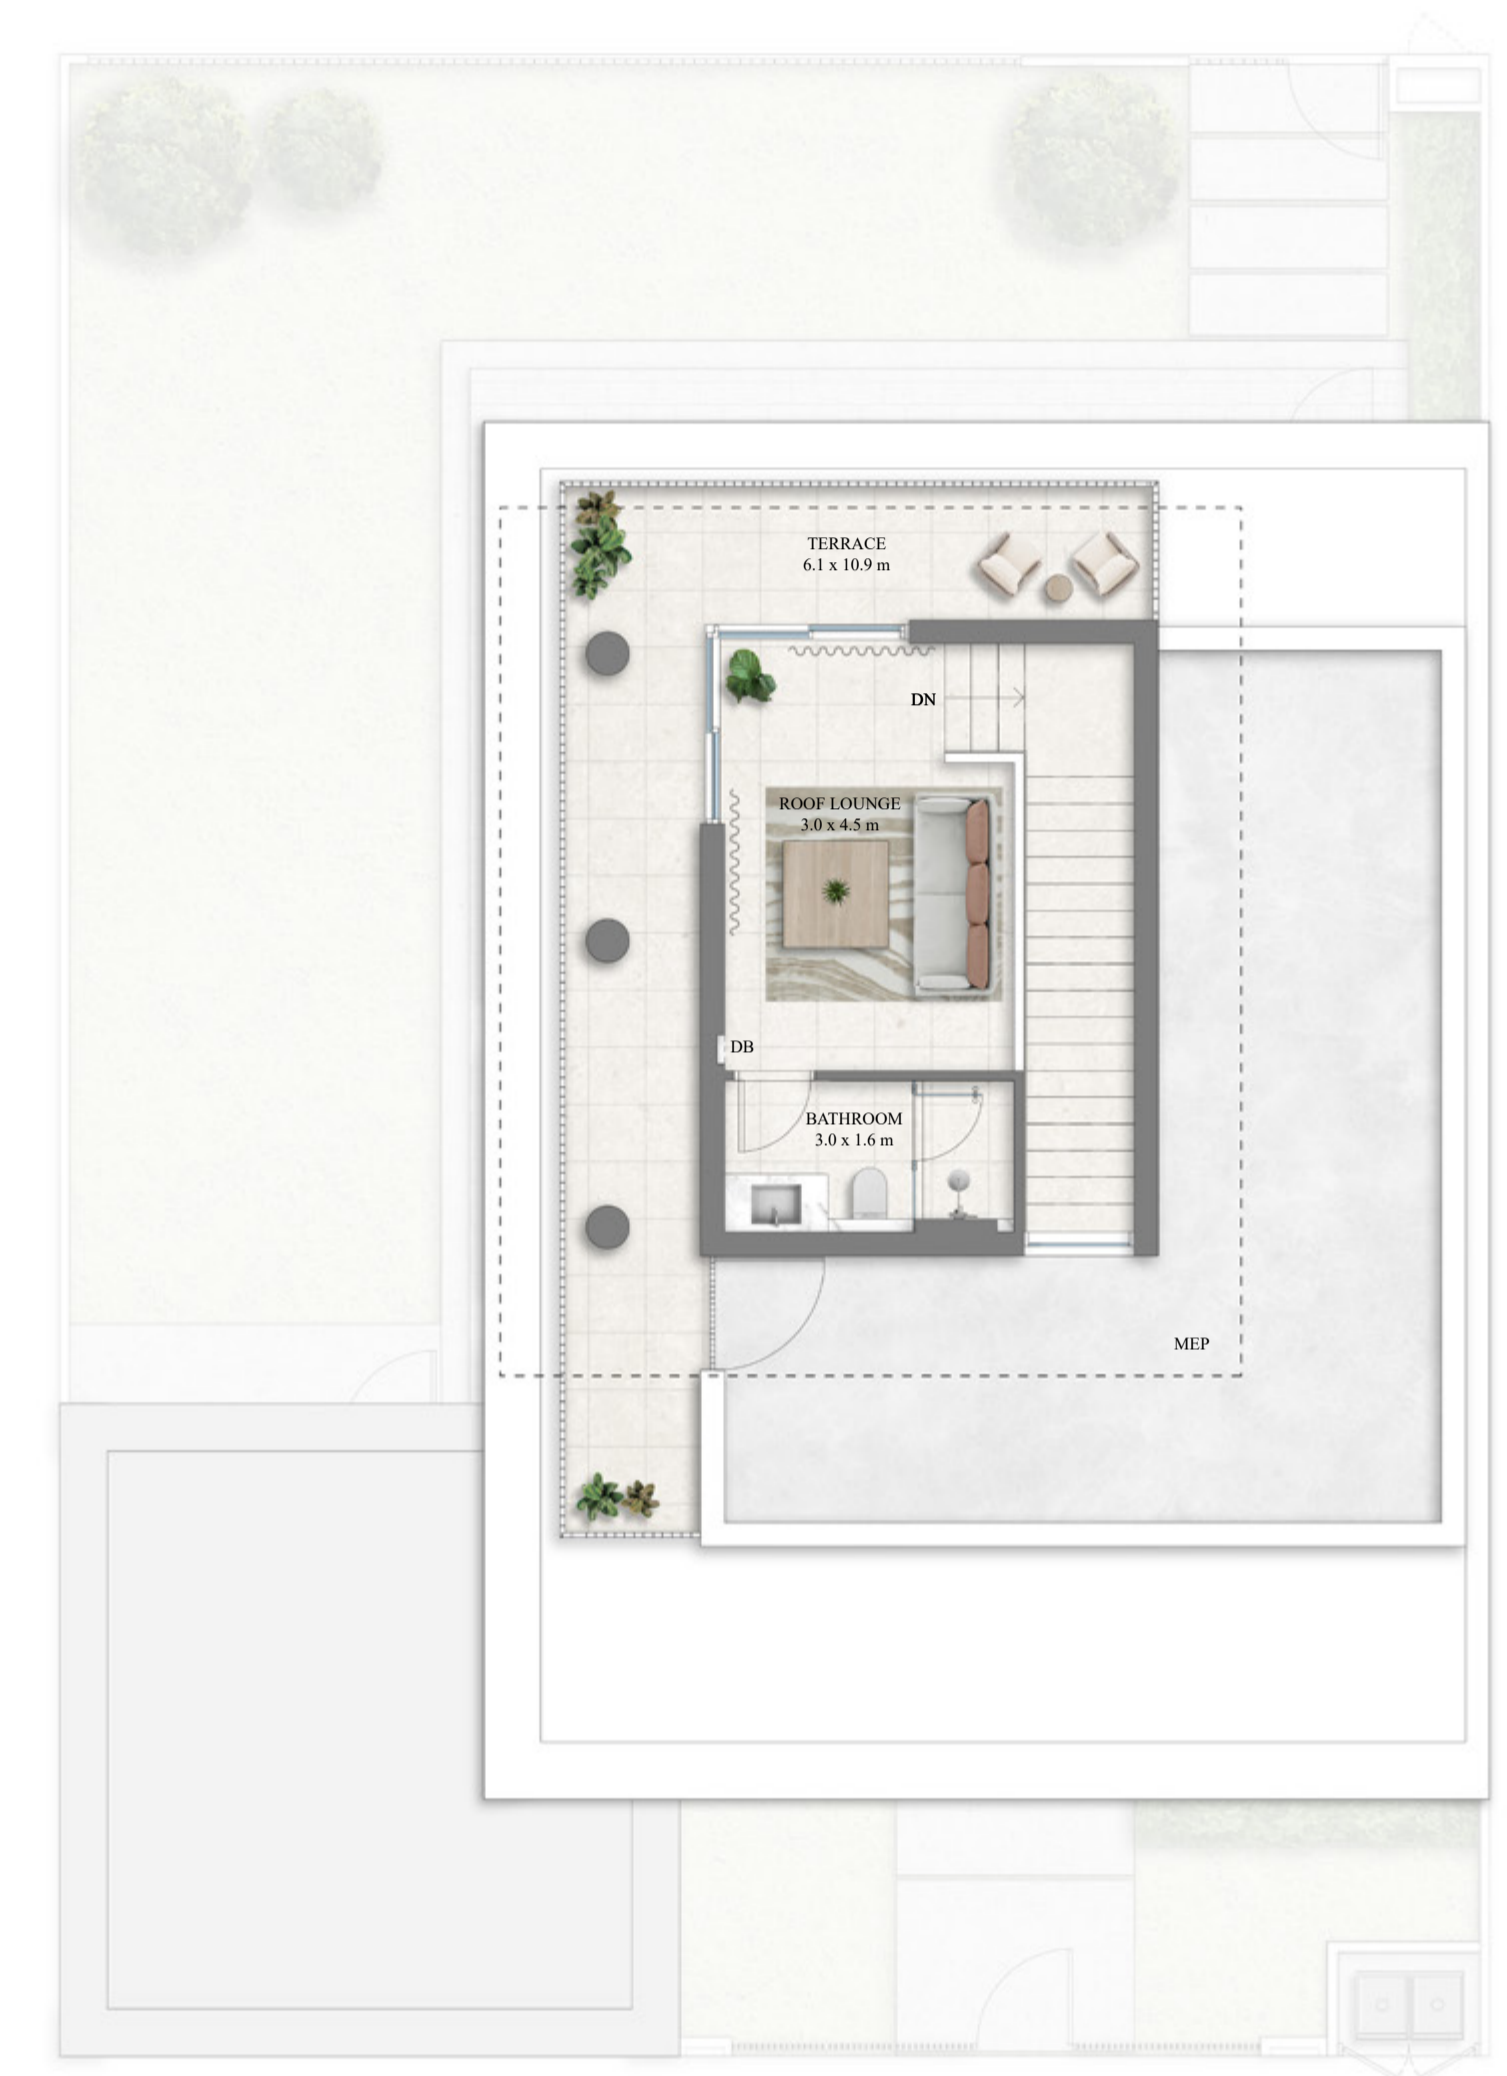 TERRACE
6.1 x 10.9 m
DN
ROOF LOUNGE
3.0 x 4.5 m
DB
BATHROOM
3.0 x 1.6 m
MEP